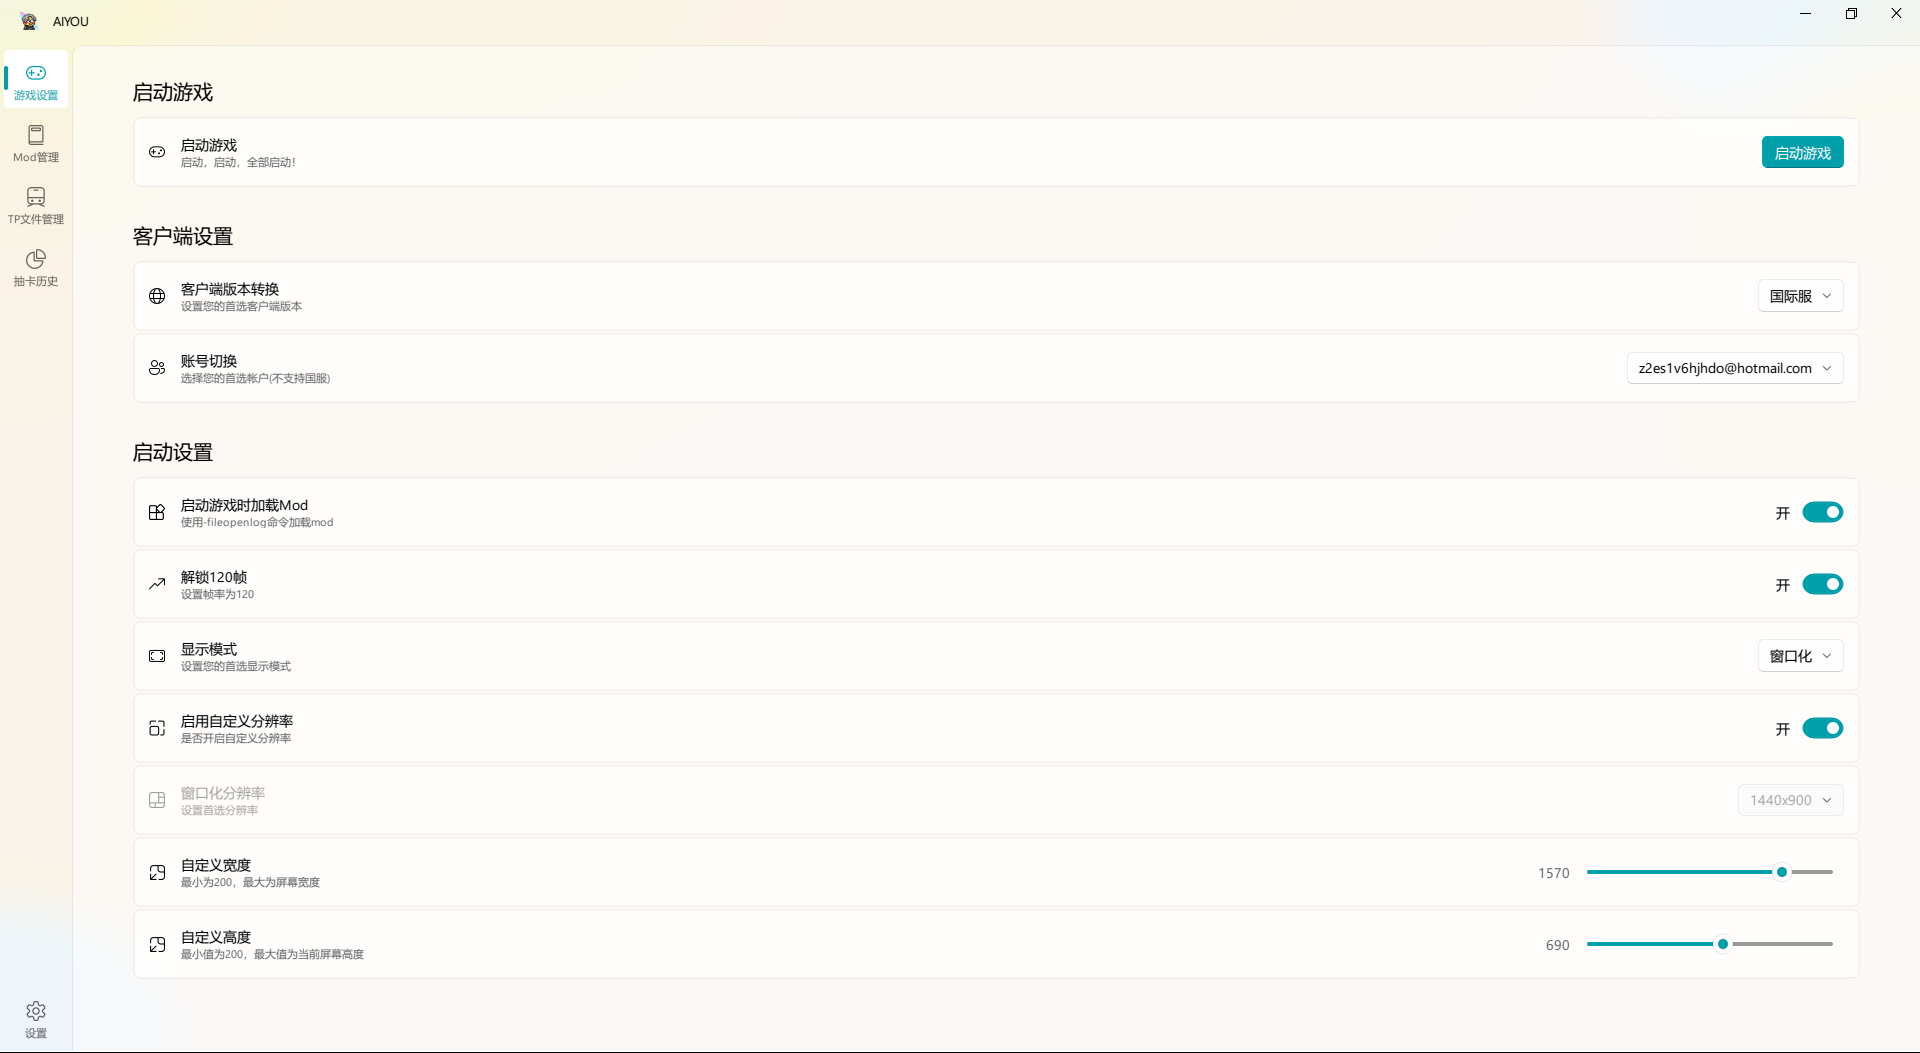 AIYOU
游戏设置
Mod管理
TP文件管理
抽卡历史
设置
启动游戏
启动游戏
启动，启动，全部启动！
启动游戏
客户端设置
客户端版本转换
设置您的首选客户端版本
国际服
账号切换
选择您的首选帐户(不支持国服)
z2es1v6hjhdo@hotmail.com
启动设置
启动游戏时加载Mod
使用-fileopenlog命令加载mod
开
解锁120帧
设置帧率为120
开
显示模式
设置您的首选显示模式
窗口化
启用自定义分辨率
是否开启自定义分辨率
开
窗口化分辨率
设置首选分辨率
1440x900
自定义宽度
最小为200，最大为屏幕宽度
1570
自定义高度
最小值为200，最大值为当前屏幕高度
690